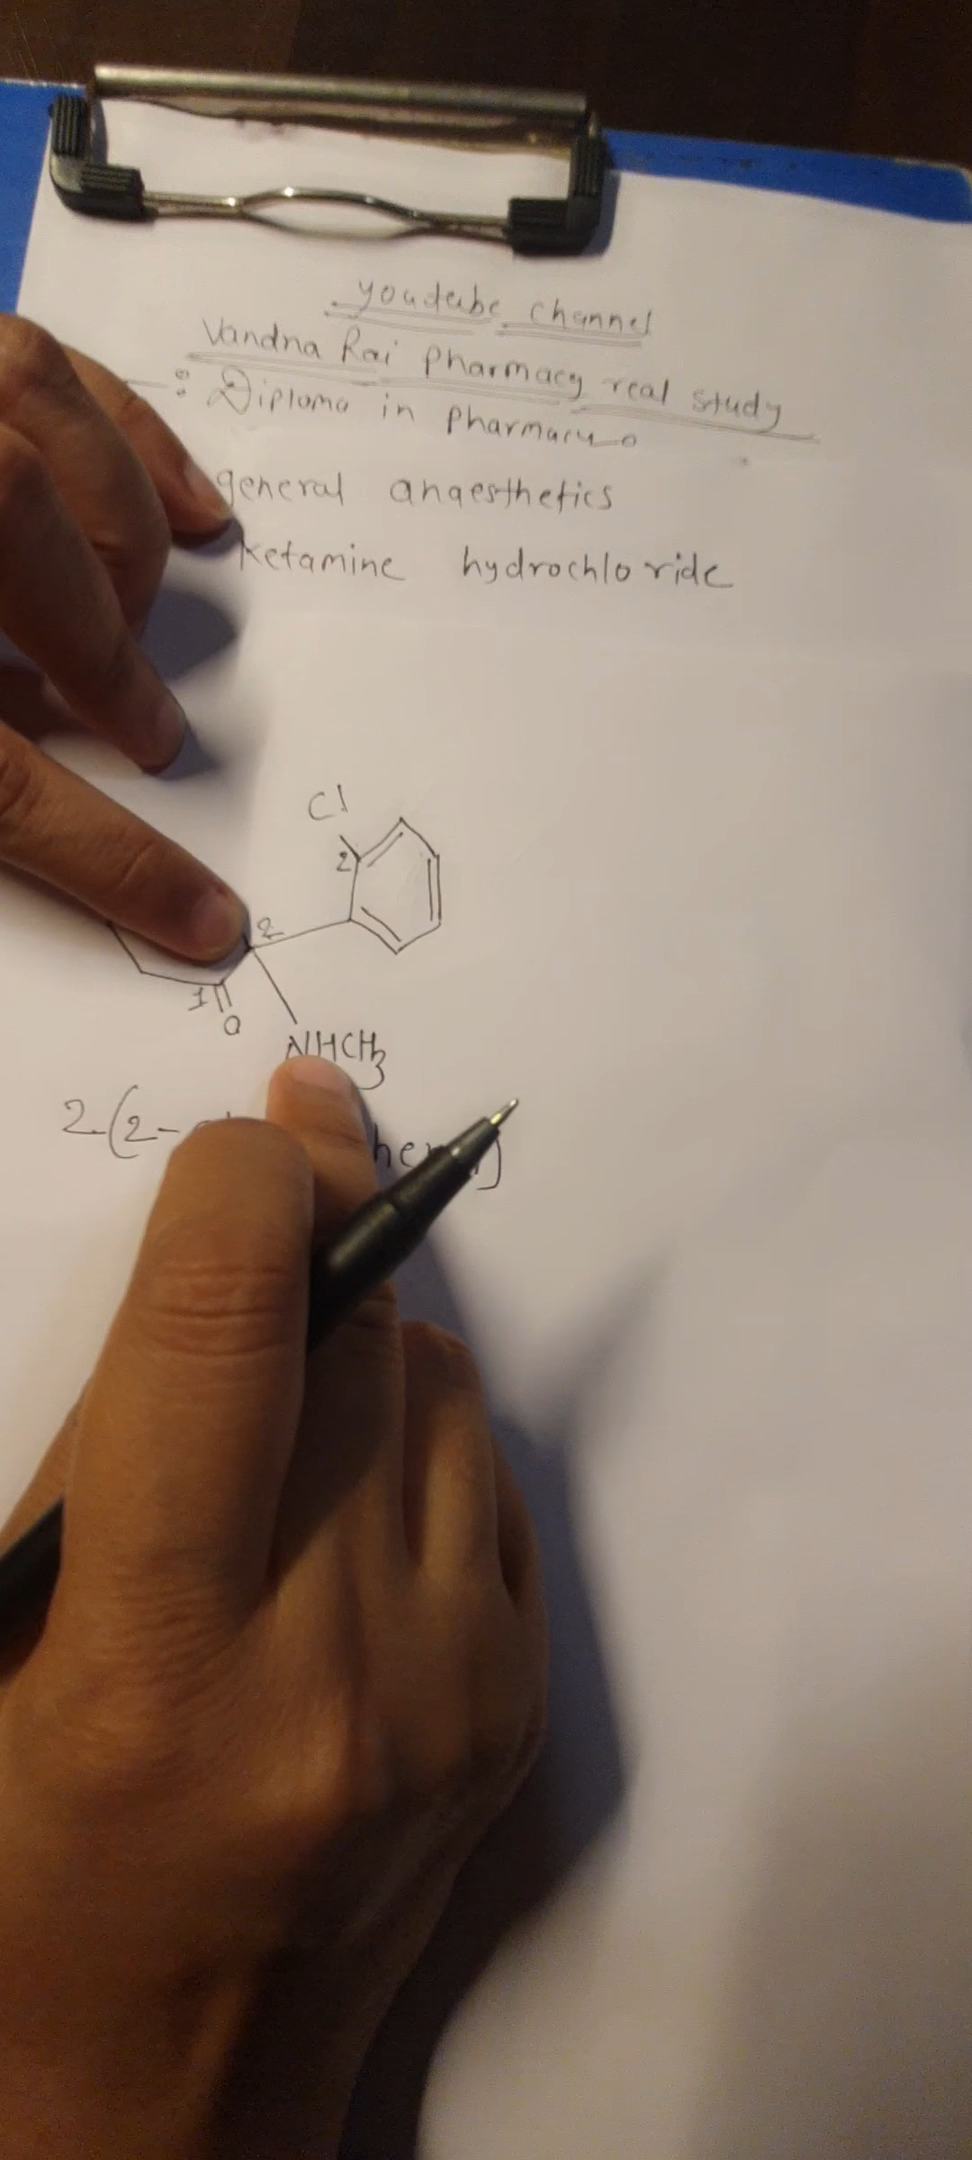 youtube channel
Vandna Rai pharmacy real study
Diploma in pharmacy
general anaesthetics
ketamine hydrochloride
Cl
2
2
1
O
NHCH3
2-(2-